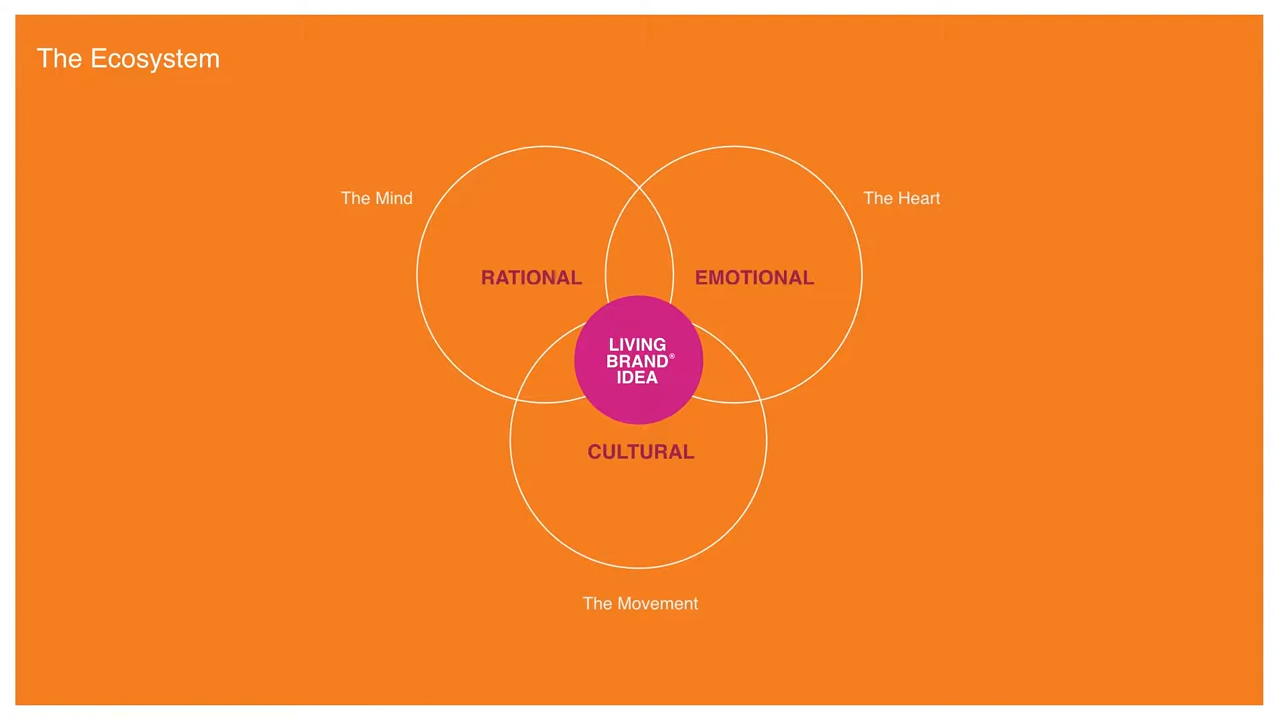 The Ecosystem
The Mind
The Heart
RATIONAL
EMOTIONAL
LIVING
BRAND®
IDEA
CULTURAL
The Movement